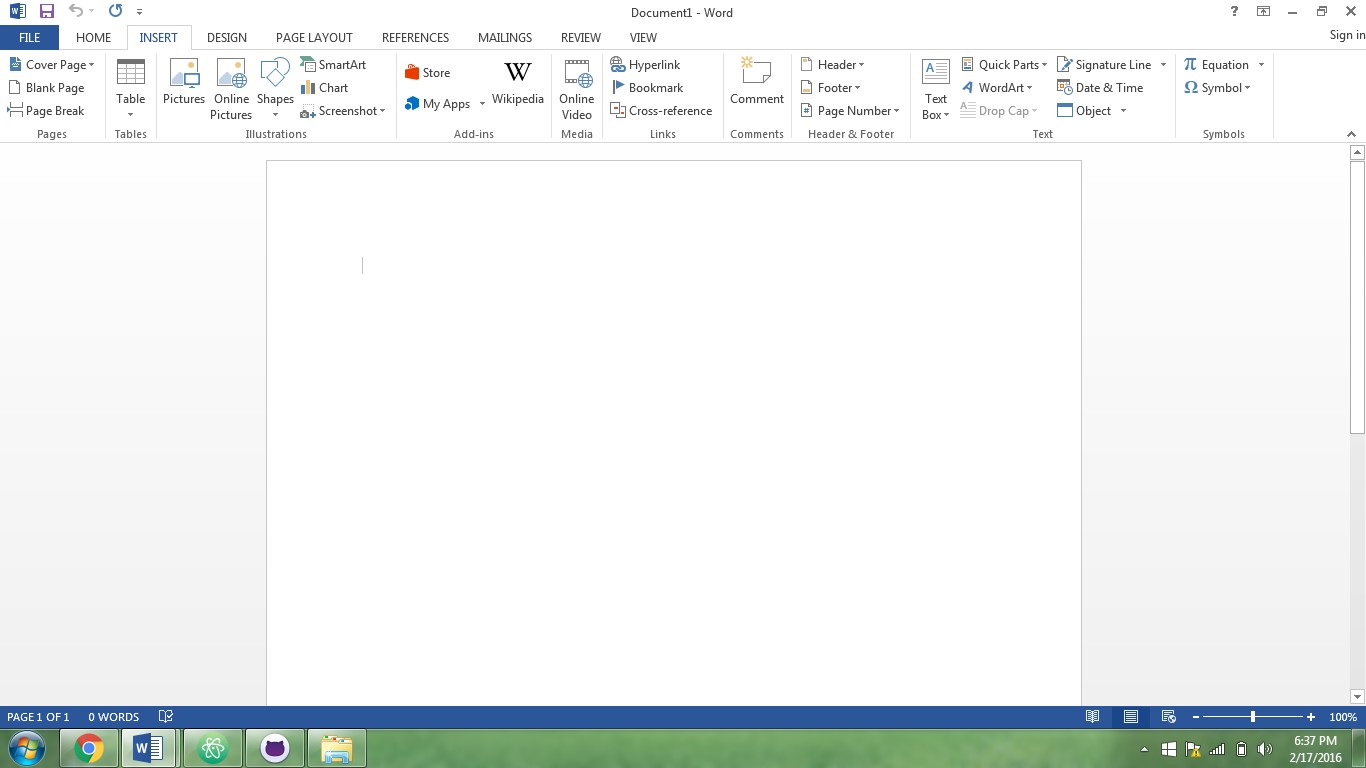 Document1 - Word
FILE HOME INSERT DESIGN PAGE LAYOUT REFERENCES MAILINGS REVIEW VIEW Sign in
Cover Page
Blank Page
Page Break
Pages
Table
Tables
Pictures
Online
Pictures
Shapes
SmartArt
Chart
Screenshot
Illustrations
Store
My Apps
W
Wikipedia
Add-ins
Online
Video
Media
Hyperlink
Bookmark
Cross-reference
Links
Comment
Comments
Header
Footer
Page Number
Header & Footer
Text
Box
Quick Parts
WordArt
Drop Cap
Signature Line
Date & Time
Object
Text
π Equation
Ω Symbol
Symbols
PAGE 1 OF 1 0 WORDS 100%
6:37 PM
2/17/2016